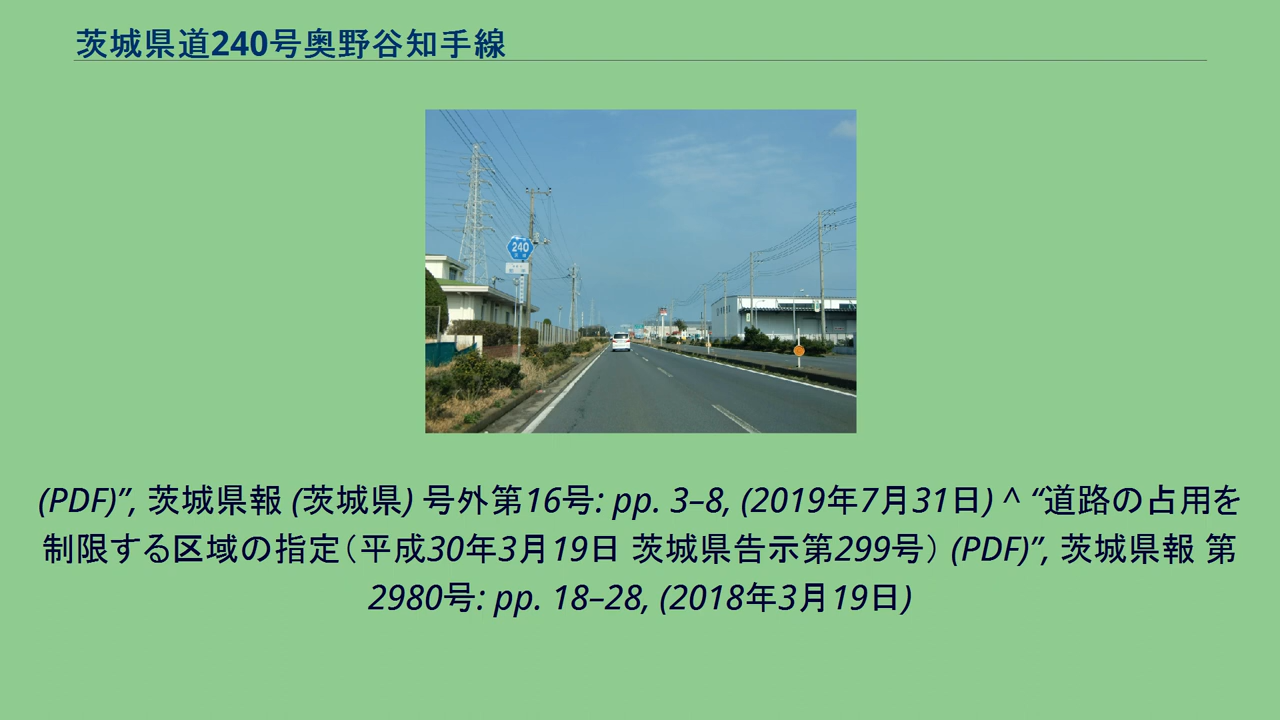 茨城県道240号奥野谷知手線
240
(PDF)”, 茨城県報 (茨城県) 号外第16号: pp. 3–8, (2019年7月31日) ^ “道路の占用を
制限する区域の指定（平成30年3月19日 茨城県告示第299号） (PDF)”, 茨城県報 第
2980号: pp. 18–28, (2018年3月19日)